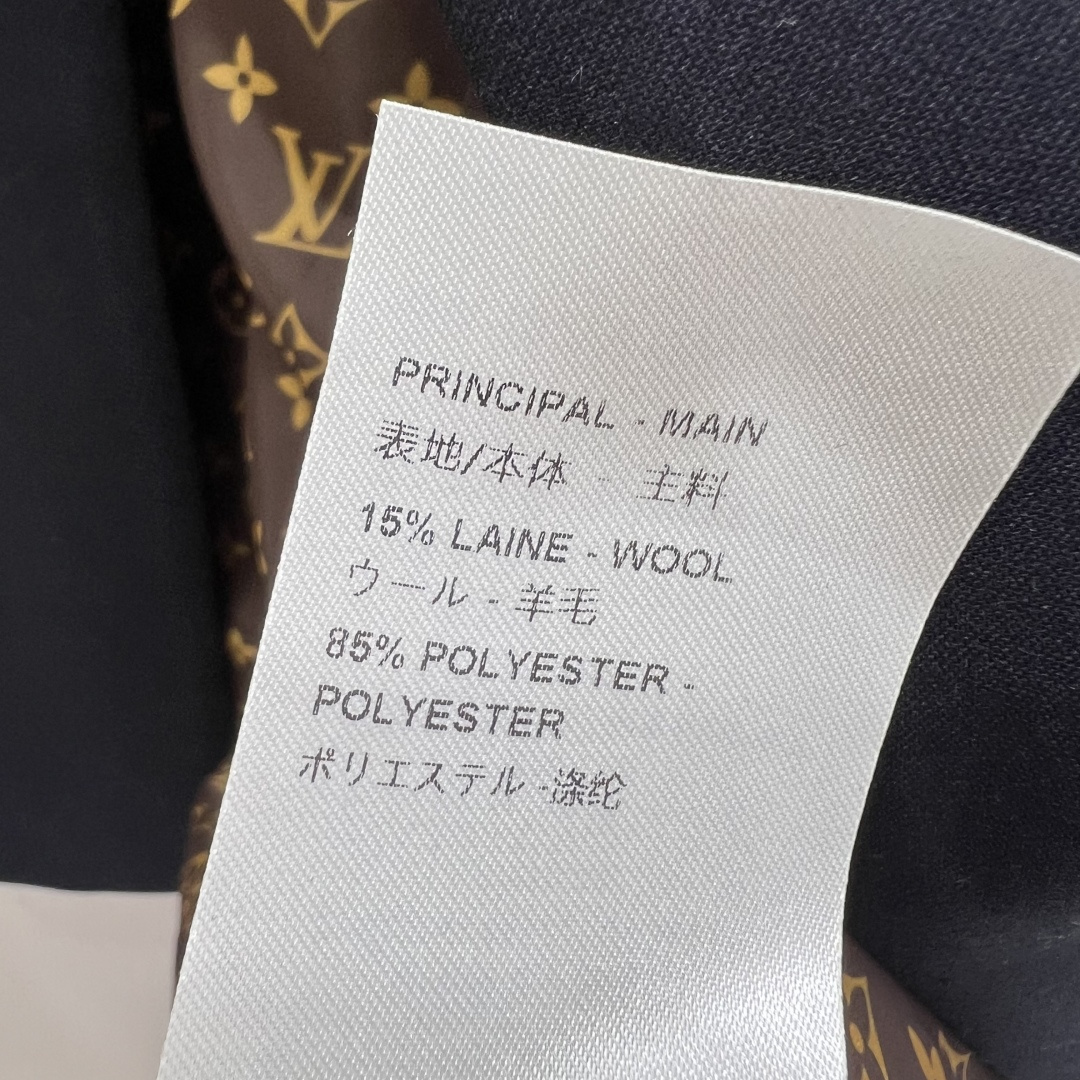 PRINCIPAL - MAIN
表地/本体 - 主料
15% LAINE - WOOL
ウール - 羊毛
85% POLYESTER -
POLYESTER
ポリエステル -涤纶
LV